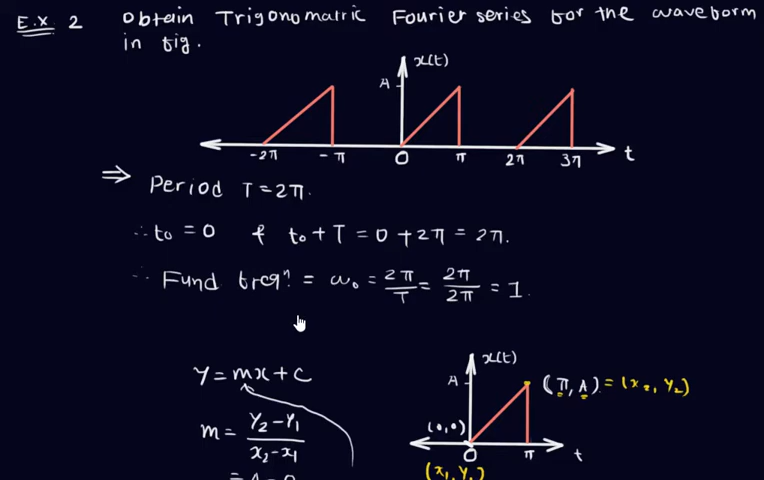 E.X 2 Obtain Trigonomatric Fourier series for the waveform
in fig.
x(t)
A
-2π -π 0 π 2π 3π t
⇒ Period T = 2π.
∴ t₀ = 0 & t₀ + T = 0 + 2π = 2π.
∴ Fund freqⁿ. = ω₀ = 2π/T = 2π/2π = 1.
x(t)
Y = mx + c
A (π, A) = (x₂, Y₂)
m = Y₂ - Y₁ / x₂ - x₁
(0,0)
0 π t
(x₁, Y₁)